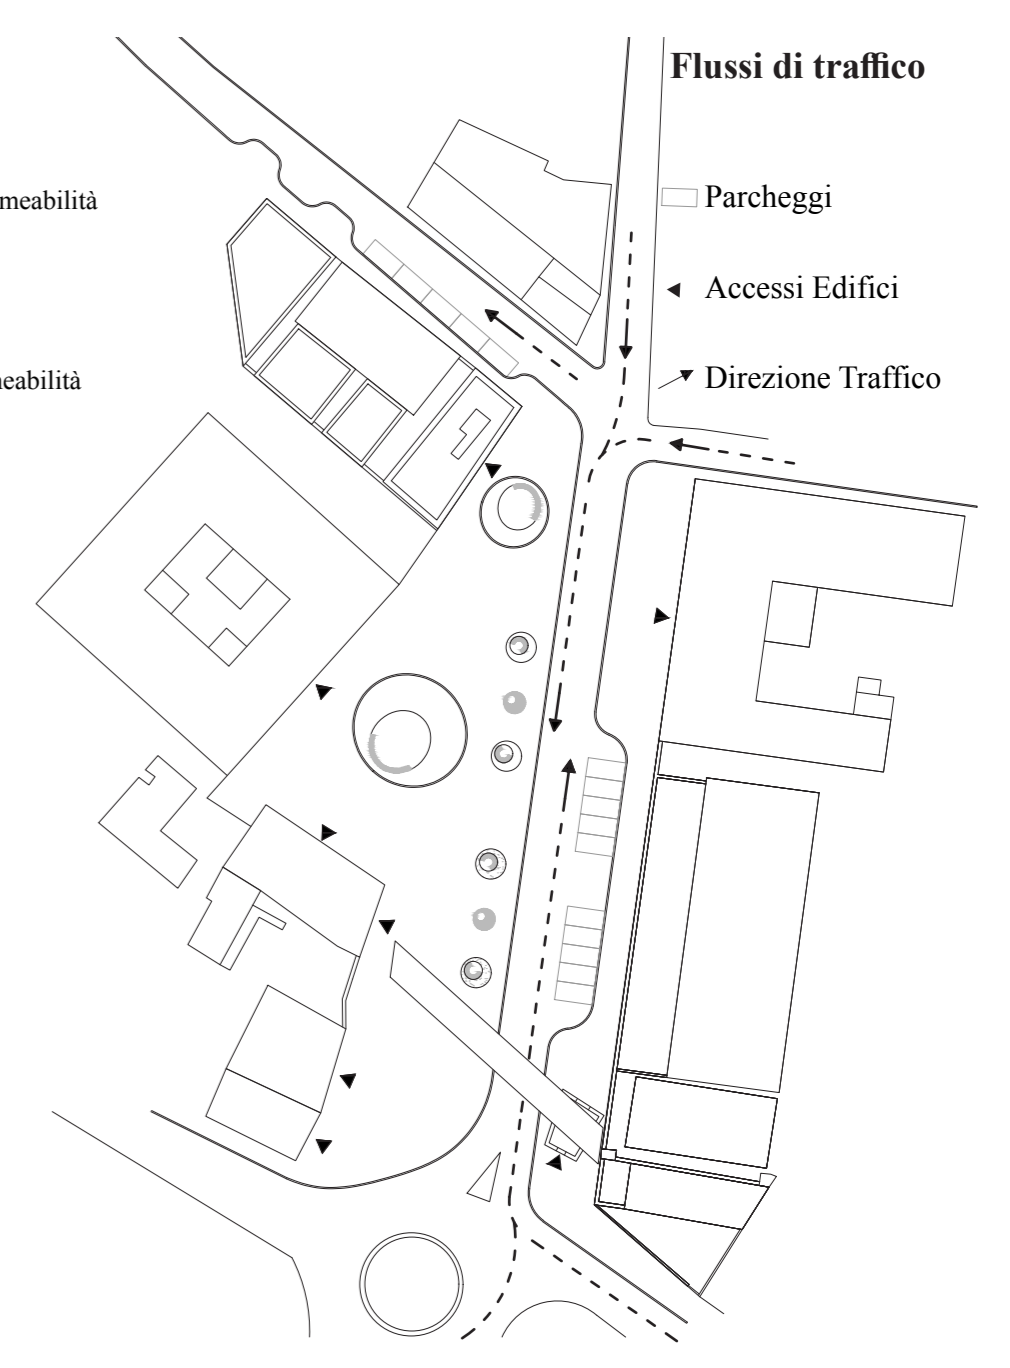 Flussi di traffico
meabilità
Parcheggi
Accessi Edifici
neabilità
Direzione Traffico